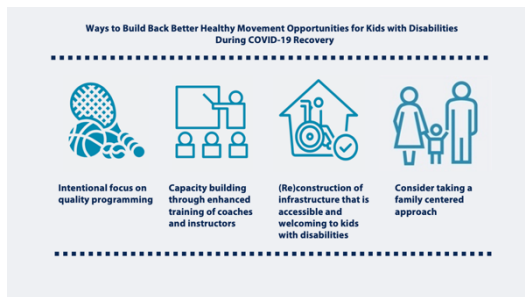 Ways to Build Back Better Healthy Movement Opportunities for Kids with Disabilities
During COVID-19 Recovery
Intentional focus on
quality programming
Capacity building
through enhanced
training of coaches
and instructors
(Re)construction of
infrastructure that is
accessible and
welcoming to kids
with disabilities
Consider taking a
family centered
approach